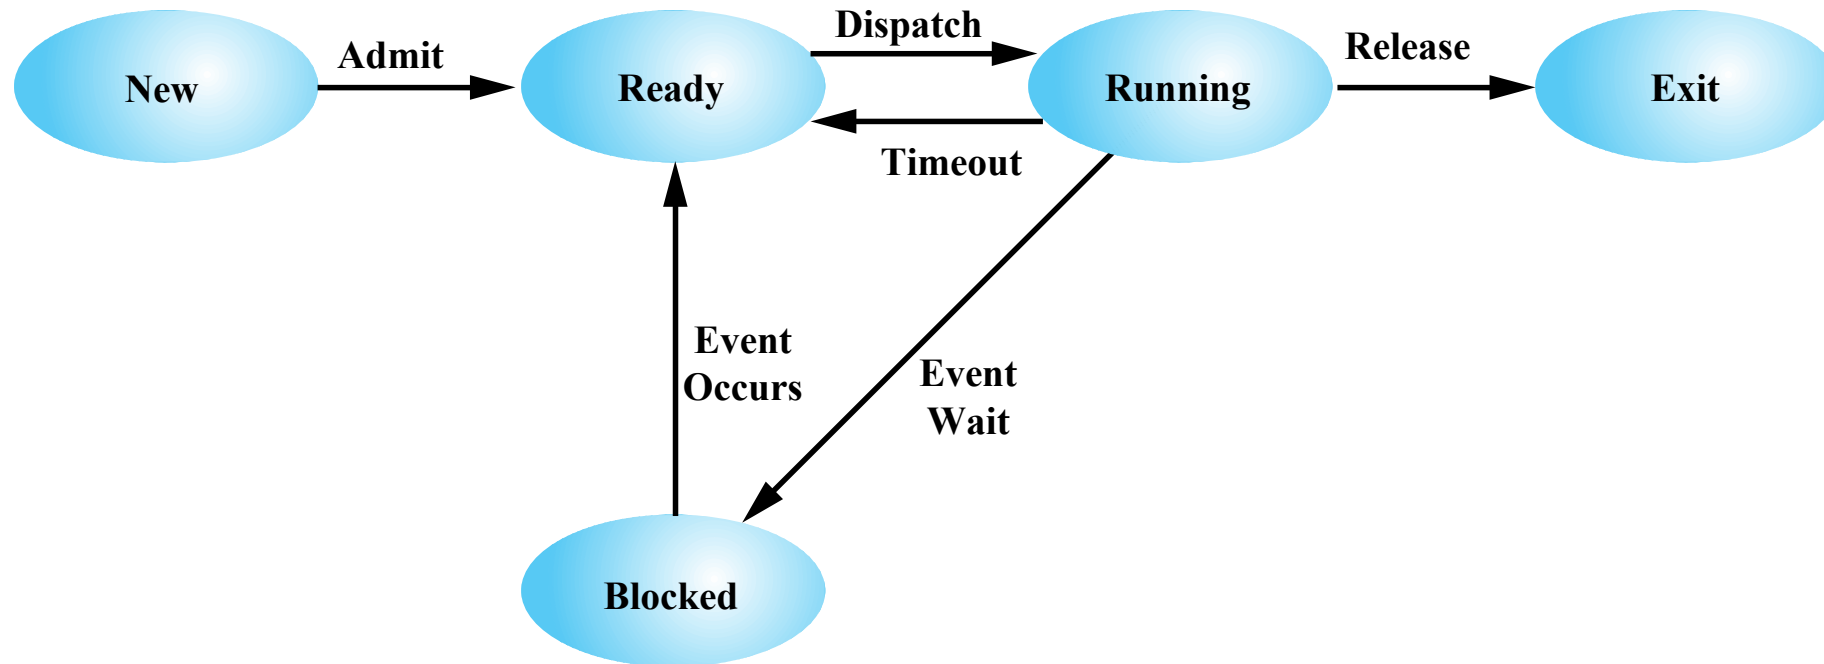 New
Admit
Ready
Dispatch
Timeout
Running
Release
Exit
Event
Occurs
Event
Wait
Blocked